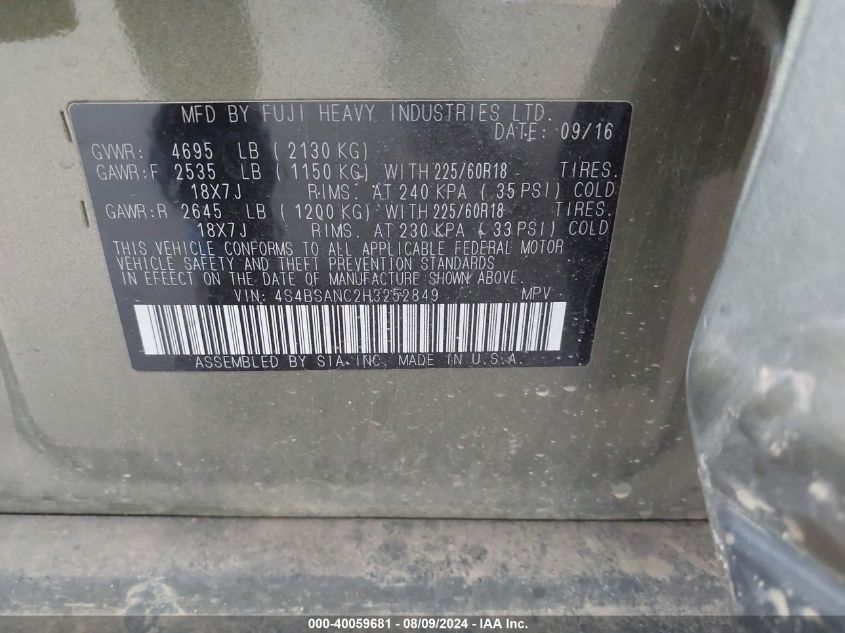 MFD BY FUJI HEAVY INDUSTRIES LTD.
DATE: 09/16
GVWR: 4695 LB ( 2130 KG)
GAWR:F 2535 LB ( 1150 KG) WITH 225/60R18 TIRES.
18X7J RIMS. AT 240 KPA ( 35 PSI) COLD
GAWR:R 2645 LB ( 1200 KG) WITH 225/60R18 TIRES.
18X7J RIMS. AT 230 KPA ( 33 PSI) COLD
THIS VEHICLE CONFORMS TO ALL APPLICABLE FEDERAL MOTOR
VEHICLE SAFETY AND THEFT PREVENTION STANDARDS
IN EFFECT ON THE DATE OF MANUFACTURE SHOWN ABOVE.
VIN: 4S4BSANC2H3252849 MPV
ASSEMBLED BY SIA.INC. MADE IN U.S.A.
000-40059681 - 08/09/2024 - IAA Inc.